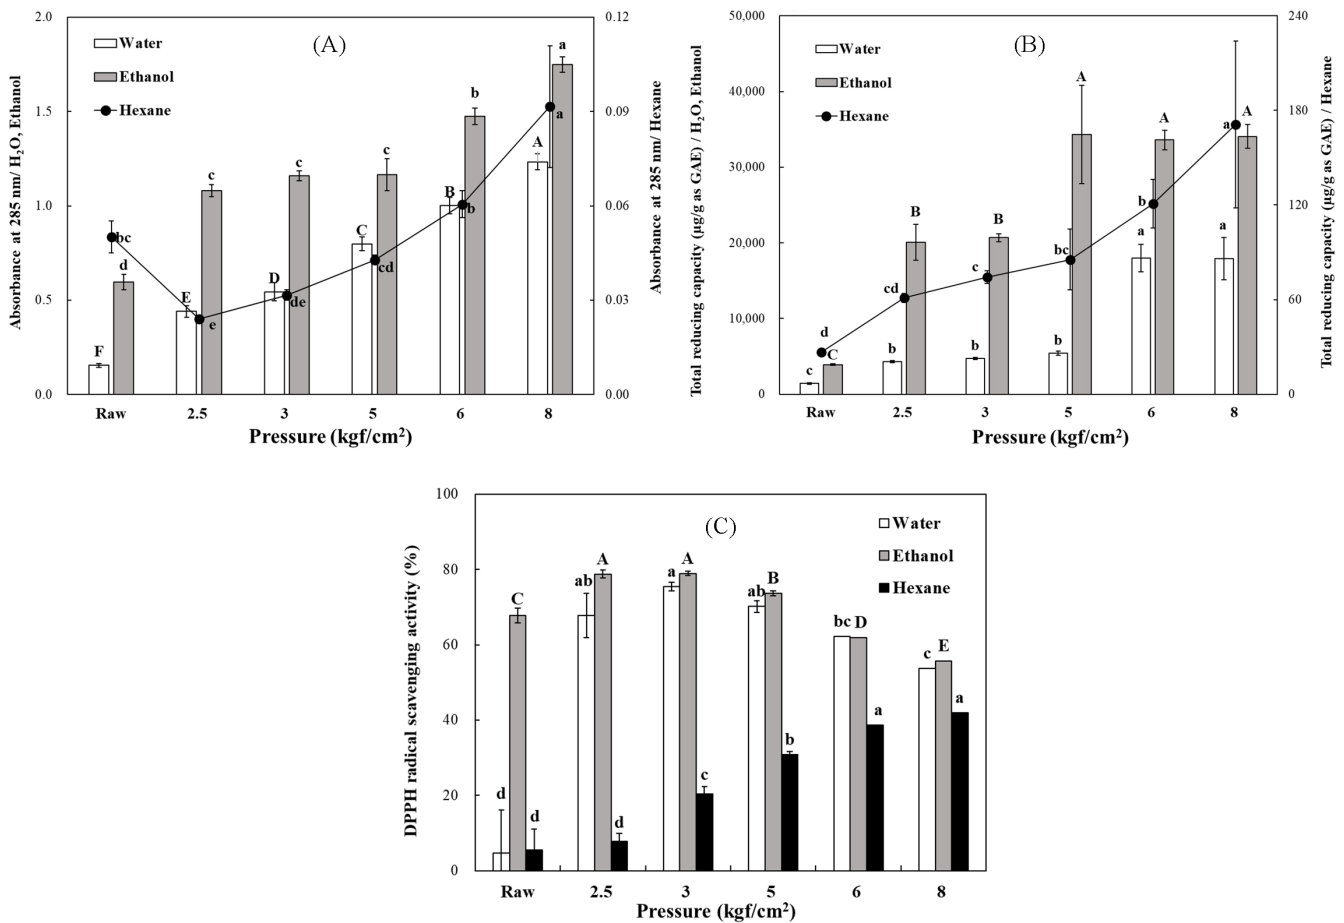 (A)
Water
Ethanol
Hexane
Absorbance at 285 nm/ H₂O, Ethanol
2.0
1.5
1.0
0.5
0.0
Absorbance at 285 nm/ Hexane
0.12
0.09
0.06
0.03
0.00
F
E
D
C
B
A
d
c
c
c
b
a
bc
e
de
cd
b
a
Raw
2.5
3
5
6
8
Pressure (kgf/cm²)
(B)
Water
Ethanol
Hexane
Total reducing capacity (µg/g as GAE) / H₂O, Ethanol
50,000
40,000
30,000
20,000
10,000
0
Total reducing capacity (µg/g as GAE) / Hexane
240
180
120
60
0
c
b
b
b
a
a
C
B
B
A
A
A
d
cd
c
bc
b
a
Raw
2.5
3
5
6
8
Pressure (kgf/cm²)
(C)
Water
Ethanol
Hexane
DPPH radical scavenging activity (%)
100
80
60
40
20
0
d
ab
a
ab
bc
c
C
A
A
B
D
E
d
d
c
b
a
a
Raw
2.5
3
5
6
8
Pressure (kgf/cm²)